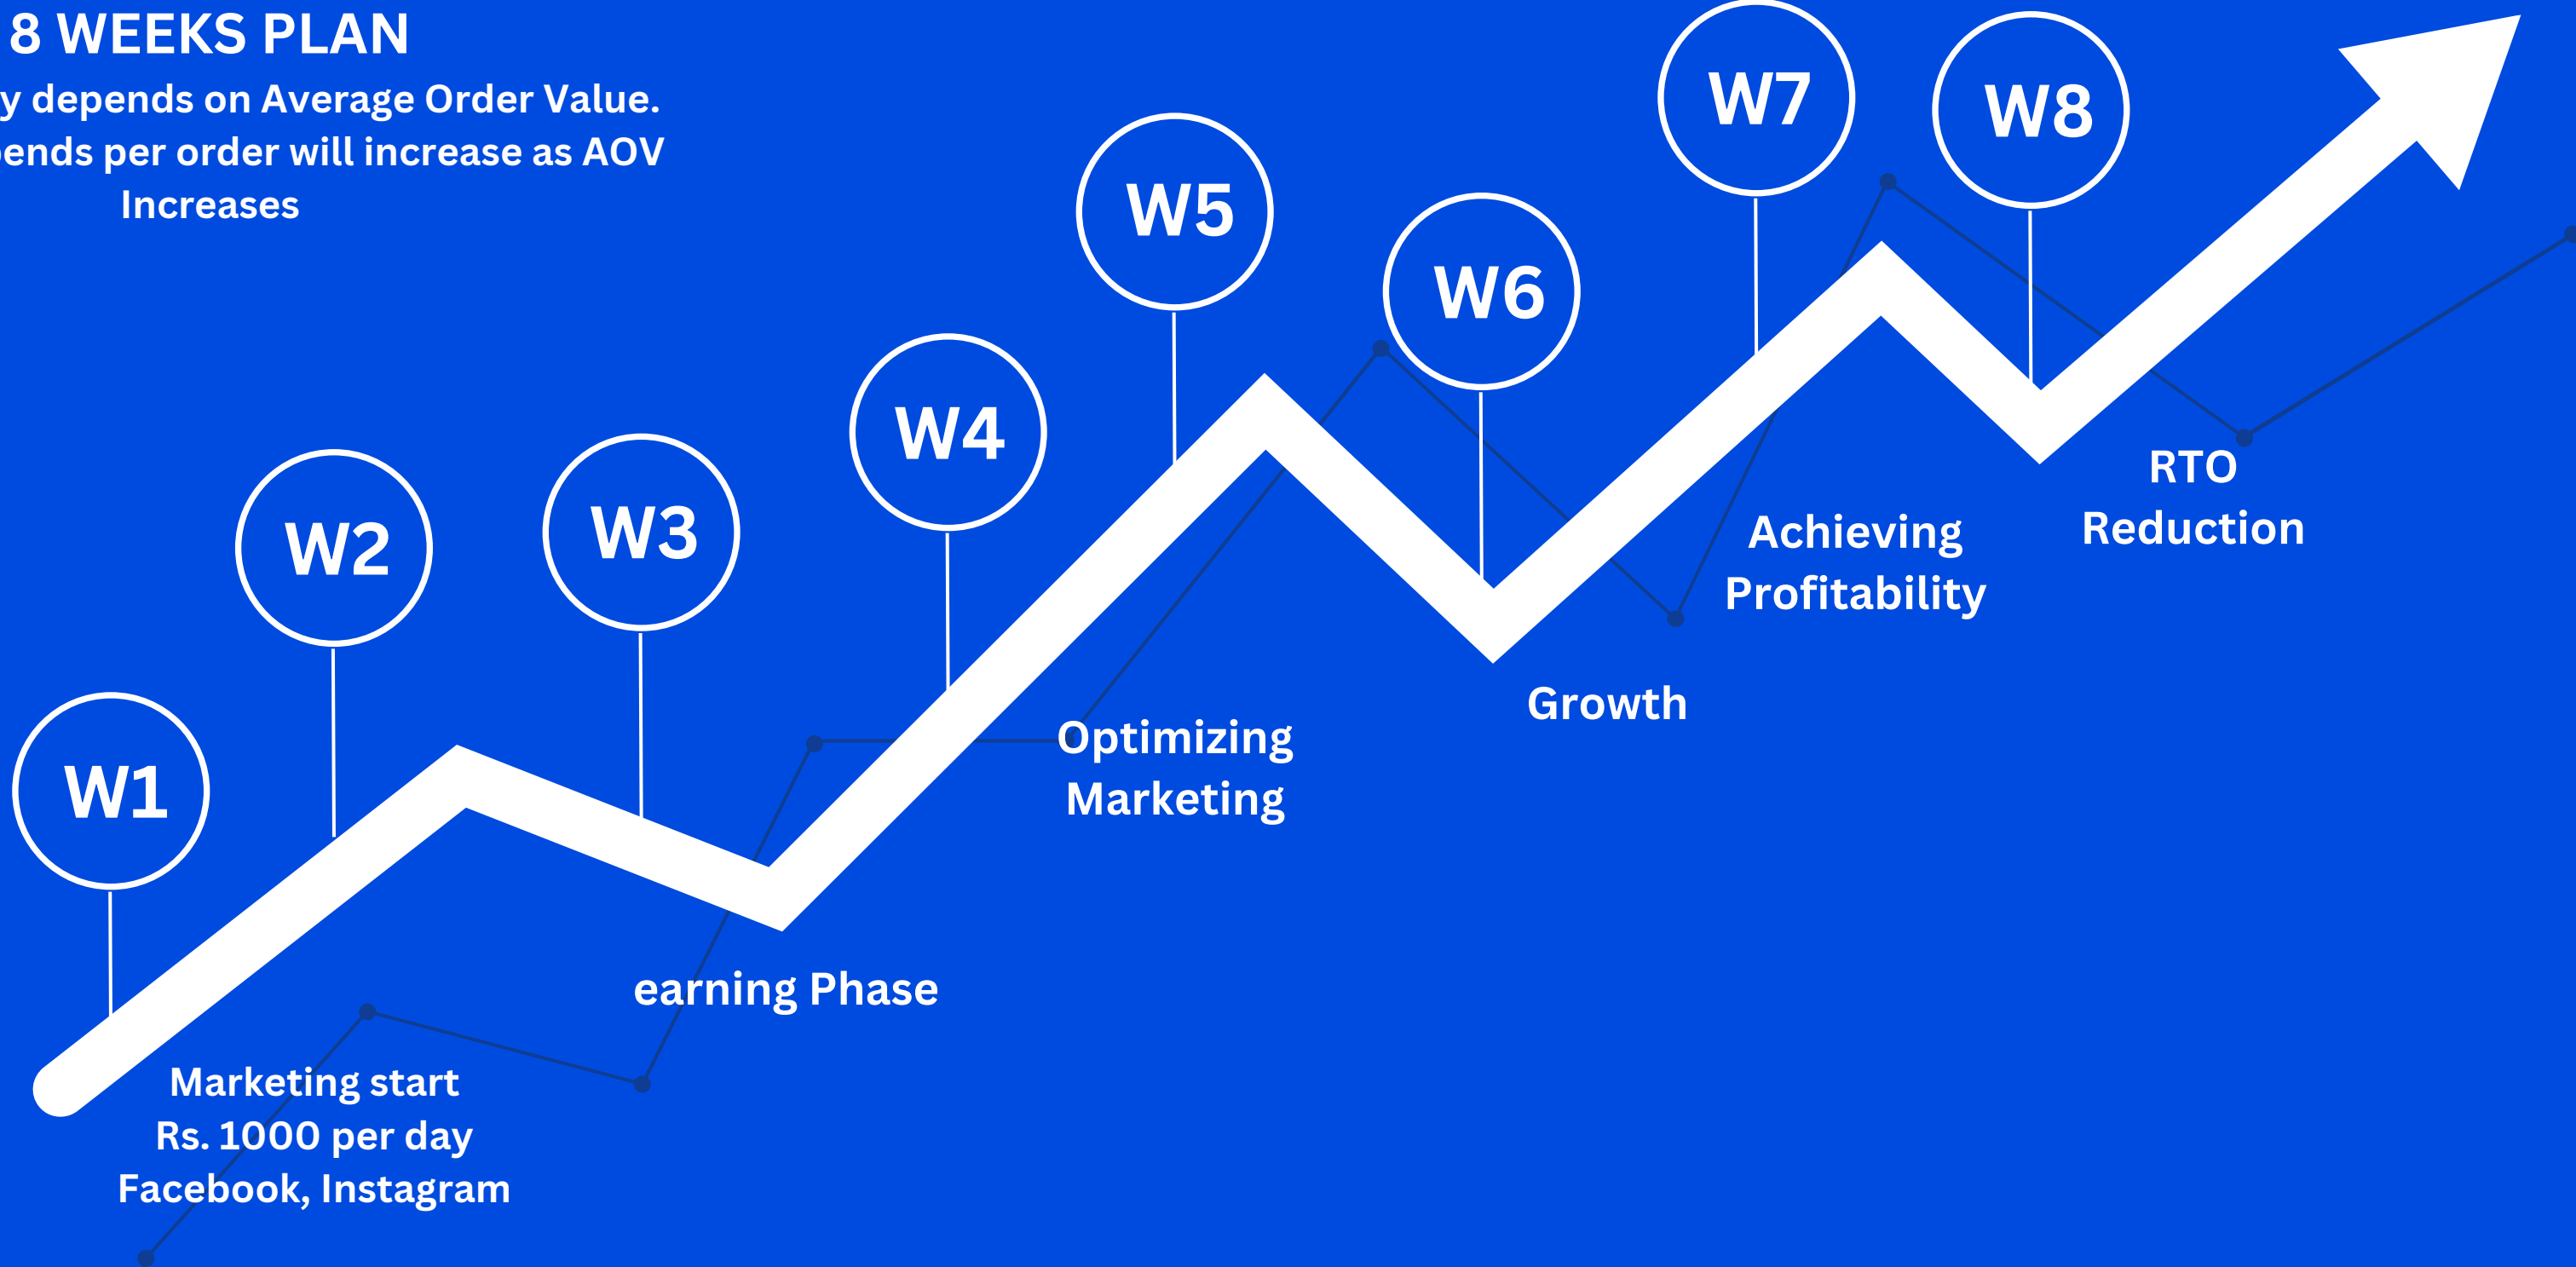 8 WEEKS PLAN
y depends on Average Order Value.
ends per order will increase as AOV
Increases
W1
W2
W3
W4
W5
W6
W7
W8
Marketing start
Rs. 1000 per day
Facebook, Instagram
earning Phase
Optimizing
Marketing
Growth
Achieving
Profitability
RTO
Reduction